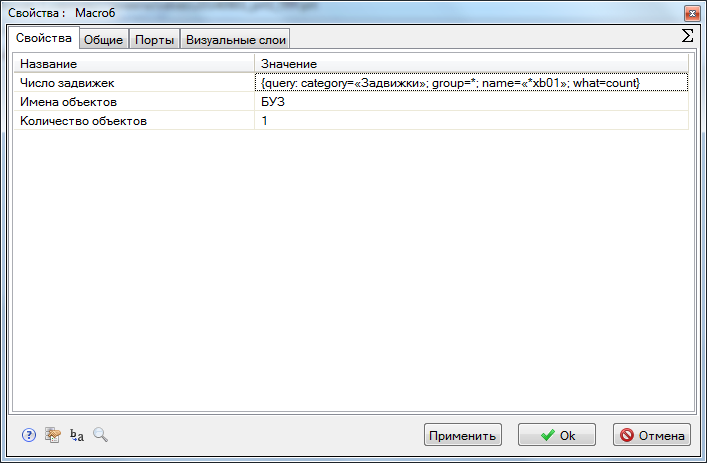 Свойства : Macro6
Свойства Общие Порты Визуальные слои Σ
Название Значение
Число задвижек {query: category=«Задвижки»; group=*; name=«*xb01»; what=count}
Имена объектов БУЗ
Количество объектов 1
? b a Применить Ok Отмена